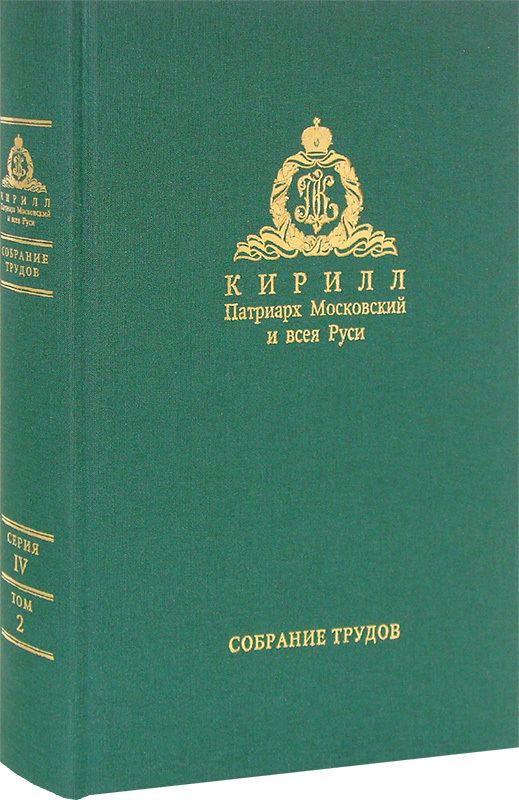 КИРИЛЛ
Патриарх Московский
и всея Руси
СОБРАНИЕ ТРУДОВ
КИРИЛЛ
Патриарх Московский
и всея Руси
СОБРАНИЕ
ТРУДОВ
СЕРИЯ
IV
ТОМ
2